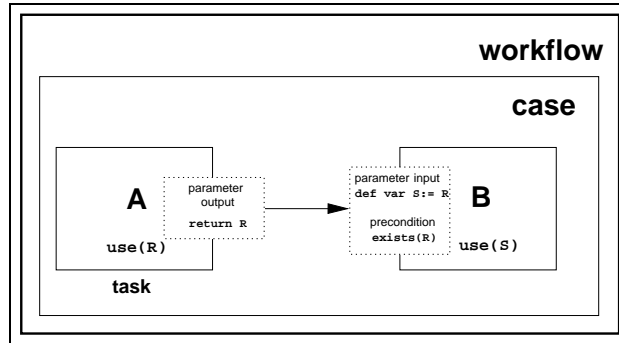 workflow
case
A
parameter
output
return R
use(R)
task
parameter input
def var S:= R
precondition
exists(R)
B
use(S)